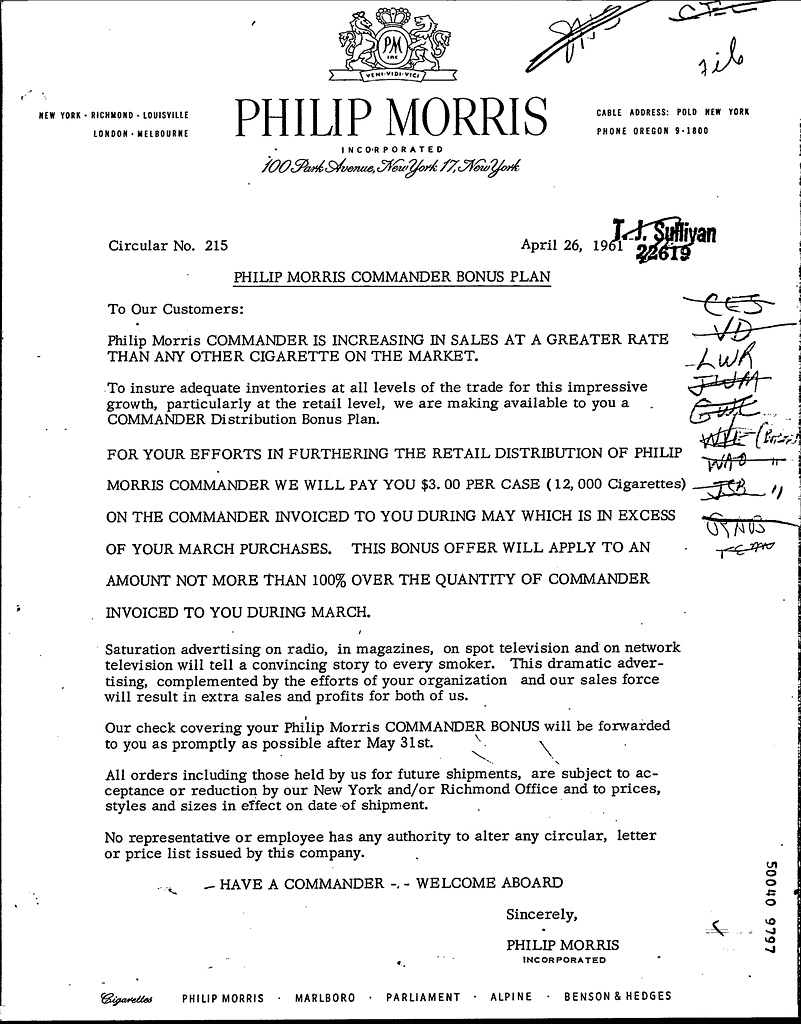 CTC
file
PM
INC
VENI·VIDI·VICI
NEW YORK · RICHMOND · LOUISVILLE
LONDON · MELBOURNE
PHILIP MORRIS
INCORPORATED
100 Park Avenue, New York 17, New York
CABLE ADDRESS: POLD NEW YORK
PHONE OREGON 9-1800
Circular No. 215
April 26, 1961
T. J. Sullivan
22619
PHILIP MORRIS COMMANDER BONUS PLAN
To Our Customers:
CES
VD
LWR
Philip Morris COMMANDER IS INCREASING IN SALES AT A GREATER RATE
THAN ANY OTHER CIGARETTE ON THE MARKET.
To insure adequate inventories at all levels of the trade for this impressive
growth, particularly at the retail level, we are making available to you a
COMMANDER Distribution Bonus Plan.
FOR YOUR EFFORTS IN FURTHERING THE RETAIL DISTRIBUTION OF PHILIP
MORRIS COMMANDER WE WILL PAY YOU $3.00 PER CASE (12,000 Cigarettes)
ON THE COMMANDER INVOICED TO YOU DURING MAY WHICH IS IN EXCESS
OF YOUR MARCH PURCHASES. THIS BONUS OFFER WILL APPLY TO AN
AMOUNT NOT MORE THAN 100% OVER THE QUANTITY OF COMMANDER
INVOICED TO YOU DURING MARCH.
Saturation advertising on radio, in magazines, on spot television and on network
television will tell a convincing story to every smoker. This dramatic adver-
tising, complemented by the efforts of your organization and our sales force
will result in extra sales and profits for both of us.
Our check covering your Philip Morris COMMANDER BONUS will be forwarded
to you as promptly as possible after May 31st.
All orders including those held by us for future shipments, are subject to ac-
ceptance or reduction by our New York and/or Richmond Office and to prices,
styles and sizes in effect on date of shipment.
No representative or employee has any authority to alter any circular, letter
or price list issued by this company.
- HAVE A COMMANDER -.- WELCOME ABOARD
Sincerely,
PHILIP MORRIS
INCORPORATED
50040 9797
Cigarettes PHILIP MORRIS · MARLBORO · PARLIAMENT · ALPINE · BENSON & HEDGES